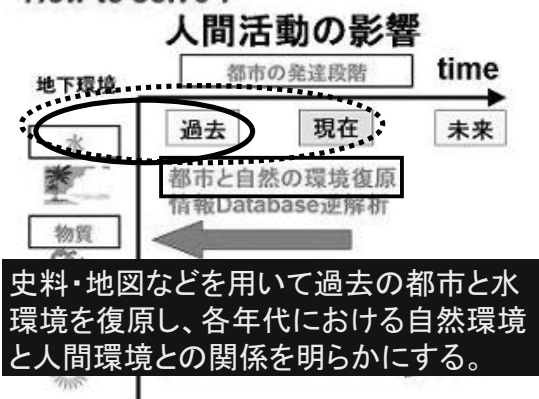 人間活動の影響
都市の発達段階
time
地下環境
過去
現在
未来
水
都市と自然の環境復原
情報Database逆解析
物質
史料・地図などを用いて過去の都市と水
環境を復原し、各年代における自然環境
と人間環境との関係を明らかにする。